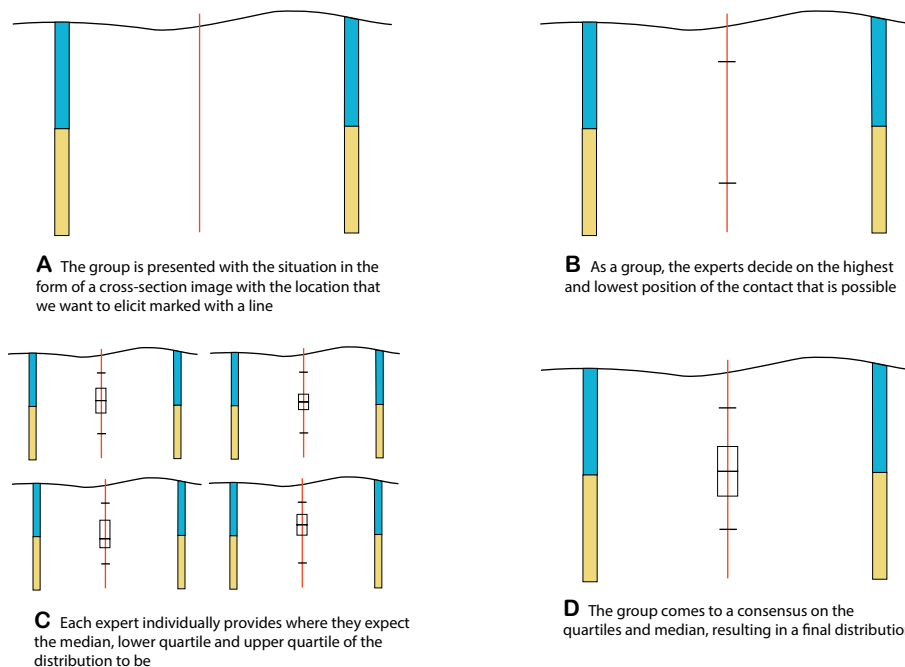 A The group is presented with the situation in the
form of a cross-section image with the location that
we want to elicit marked with a line
B As a group, the experts decide on the highest
and lowest position of the contact that is possible
C Each expert individually provides where they expect
the median, lower quartile and upper quartile of the
distribution to be
D The group comes to a consensus on the
quartiles and median, resulting in a final distributio